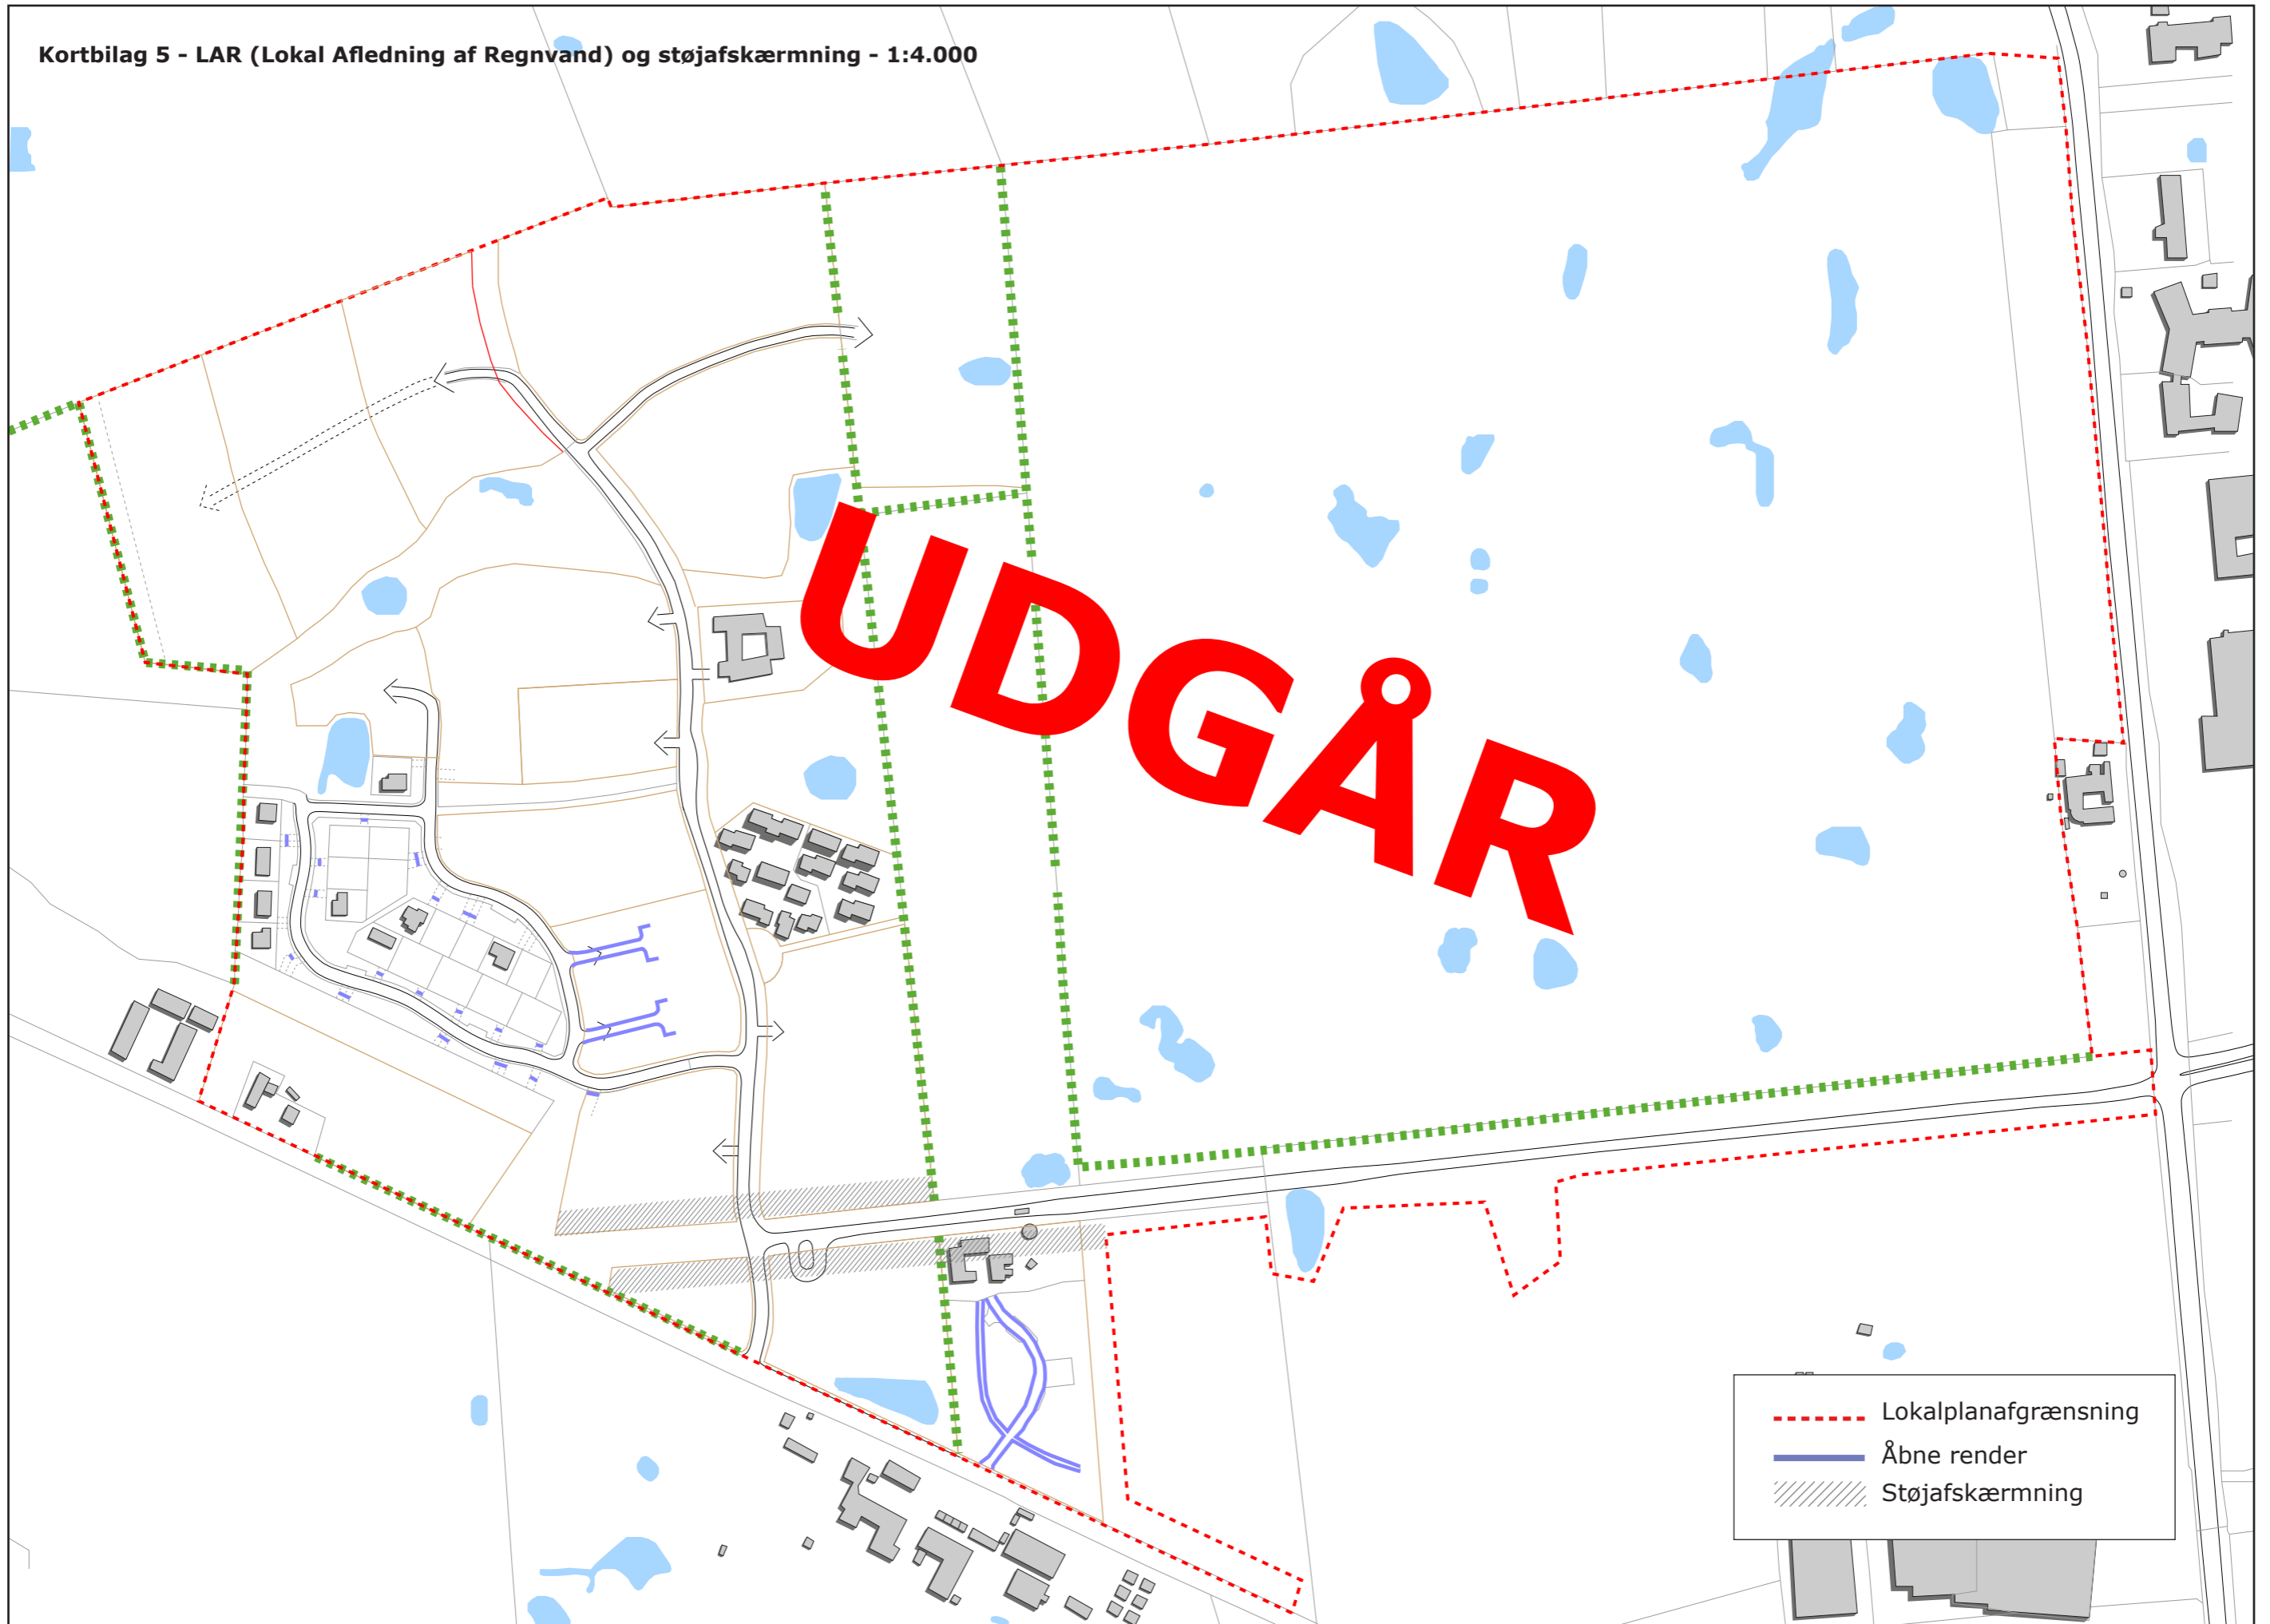 Kortbilag 5 - LAR (Lokal Afledning af Regnvand) og støjafskærmning - 1:4.000
UDGÅR
Lokalplanafgrænsning
Åbne render
Støjafskærmning